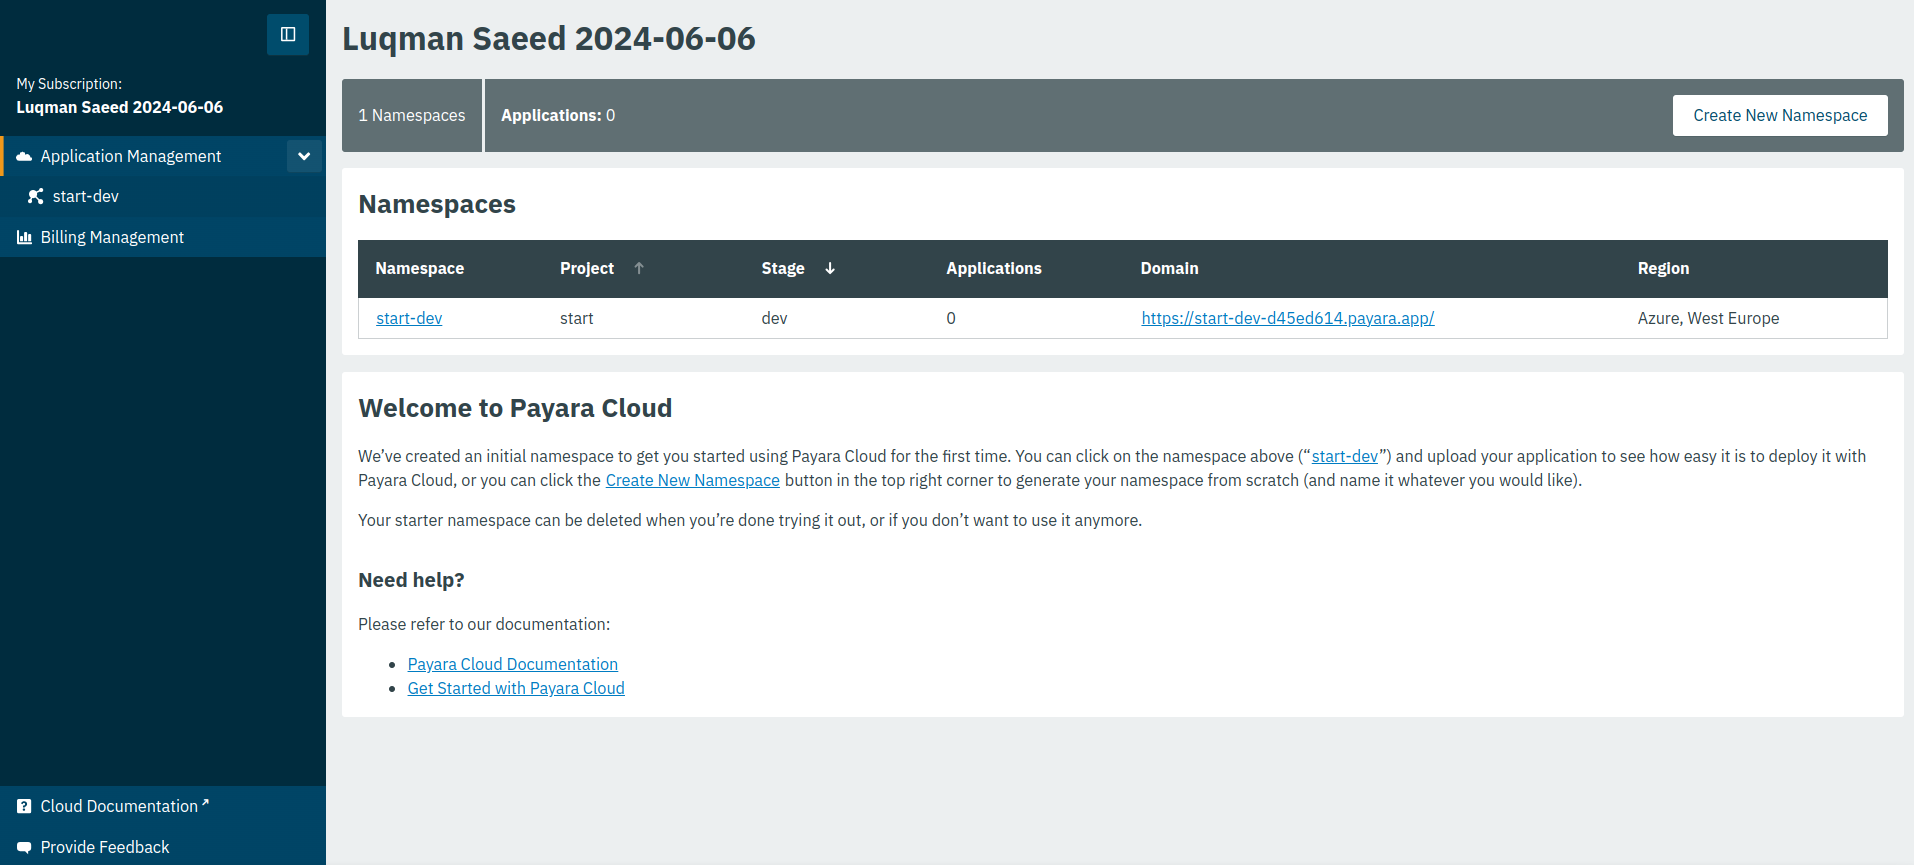 My Subscription:
Luqman Saeed 2024-06-06
Application Management
start-dev
Billing Management
Cloud Documentation
Provide Feedback
Luqman Saeed 2024-06-06
1 Namespaces
Applications: 0
Create New Namespace
Namespaces
Namespace Project Stage Applications Domain Region
start-dev start dev 0 https://start-dev-d45ed614.payara.app/ Azure, West Europe
Welcome to Payara Cloud
We’ve created an initial namespace to get you started using Payara Cloud for the first time. You can click on the namespace above (“start-dev”) and upload your application to see how easy it is to deploy it with
Payara Cloud, or you can click the Create New Namespace button in the top right corner to generate your namespace from scratch (and name it whatever you would like).
Your starter namespace can be deleted when you’re done trying it out, or if you don’t want to use it anymore.
Need help?
Please refer to our documentation:
Payara Cloud Documentation
Get Started with Payara Cloud